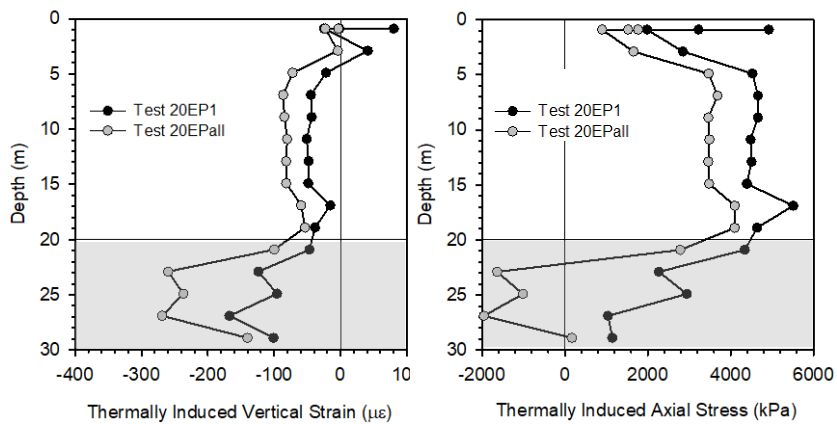 0
5
10
15
20
25
30
Depth (m)
Test 20EP1
Test 20EPall
-400 -300 -200 -100 0 10
Thermally Induced Vertical Strain (με)
0
5
10
15
20
25
30
Depth (m)
Test 20EP1
Test 20EPall
-2000 0 2000 4000 6000
Thermally Induced Axial Stress (kPa)